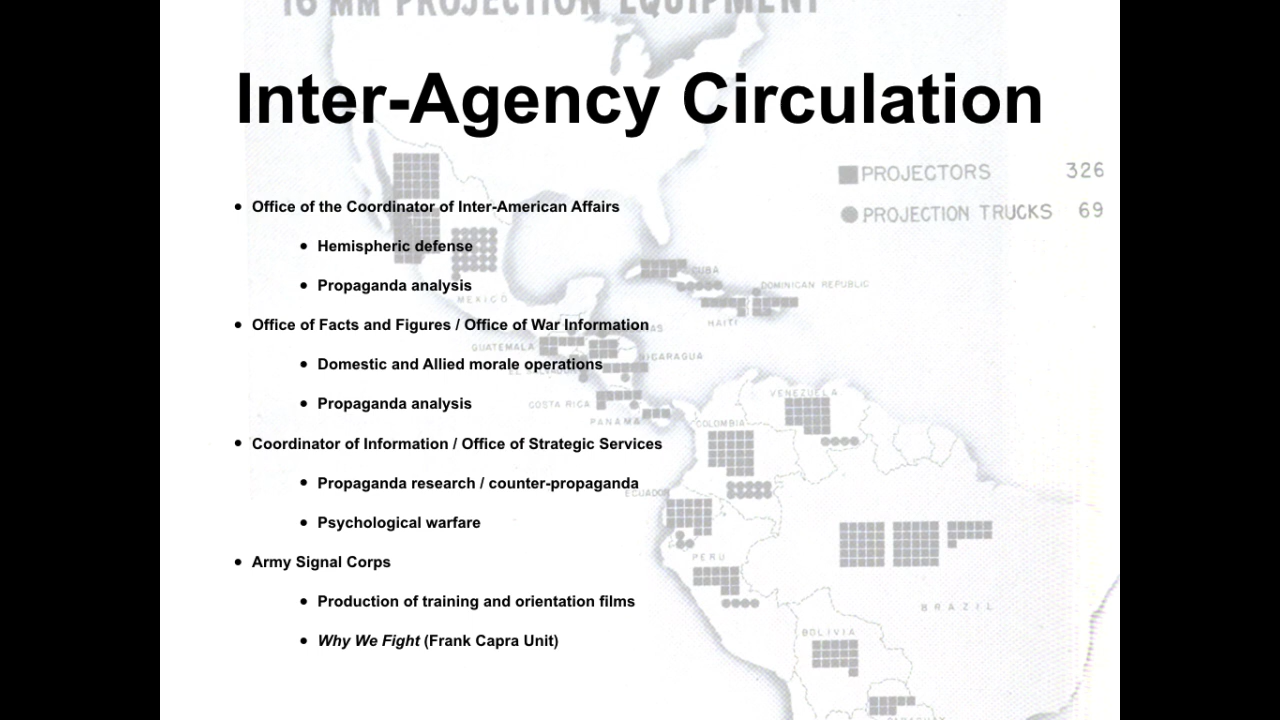 16 MM PROJECTION EQUIPMENT
Inter-Agency Circulation
PROJECTORS 326
PROJECTION TRUCKS 69
• Office of the Coordinator of Inter-American Affairs
• Hemispheric defense
• Propaganda analysis
• Office of Facts and Figures / Office of War Information
• Domestic and Allied morale operations
• Propaganda analysis
• Coordinator of Information / Office of Strategic Services
• Propaganda research / counter-propaganda
• Psychological warfare
• Army Signal Corps
• Production of training and orientation films
• Why We Fight (Frank Capra Unit)
CUBA
DOMINICAN REPUBLIC
MEXICO
HAITI
GUATEMALA
NICARAGUA
EL SALVADOR
COSTA RICA
PANAMA
VENEZUELA
COLOMBIA
ECUADOR
PERU
BRAZIL
BOLIVIA
PARAGUAY